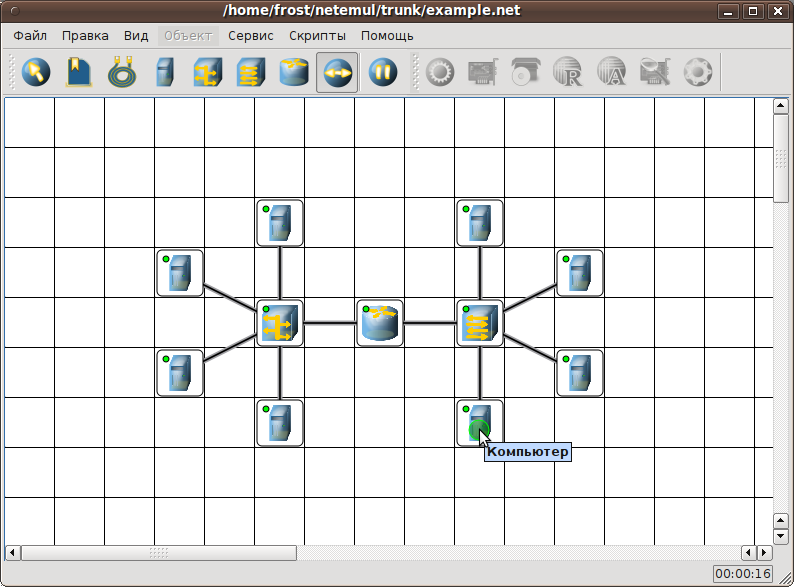 /home/frost/netemul/trunk/example.net
Файл Правка Вид Объект Сервис Скрипты Помощь
R A
Компьютер
00:00:16